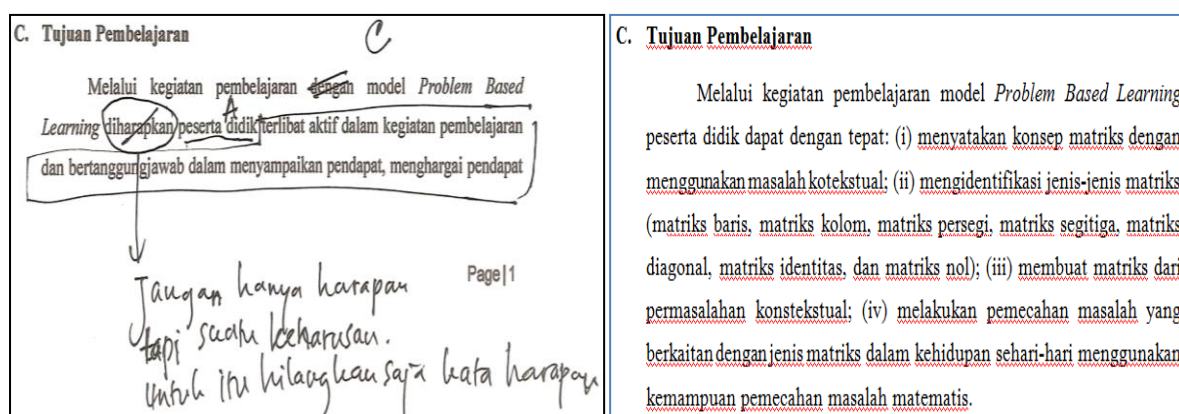 C. Tujuan Pembelajaran
C
Melalui kegiatan pembelajaran dengan model Problem Based
A
Learning diharapkan peserta didik terlibat aktif dalam kegiatan pembelajaran
dan bertanggungjawab dalam menyampaikan pendapat, menghargai pendapat
Page|1
Jangan hanya harapan
tapi suatu keharusan.
untuk itu hilangkan saja kata harapan
C. Tujuan Pembelajaran
Melalui kegiatan pembelajaran model Problem Based Learning
peserta didik dapat dengan tepat: (i) menyatakan konsep matriks dengan
menggunakan masalah kotekstual; (ii) mengidentifikasi jenis-jenis matriks
(matriks baris, matriks kolom, matriks persegi, matriks segitiga, matriks
diagonal, matriks identitas, dan matriks nol); (iii) membuat matriks dari
permasalahan konstekstual; (iv) melakukan pemecahan masalah yang
berkaitan dengan jenis matriks dalam kehidupan sehari-hari menggunakan
kemampuan pemecahan masalah matematis.